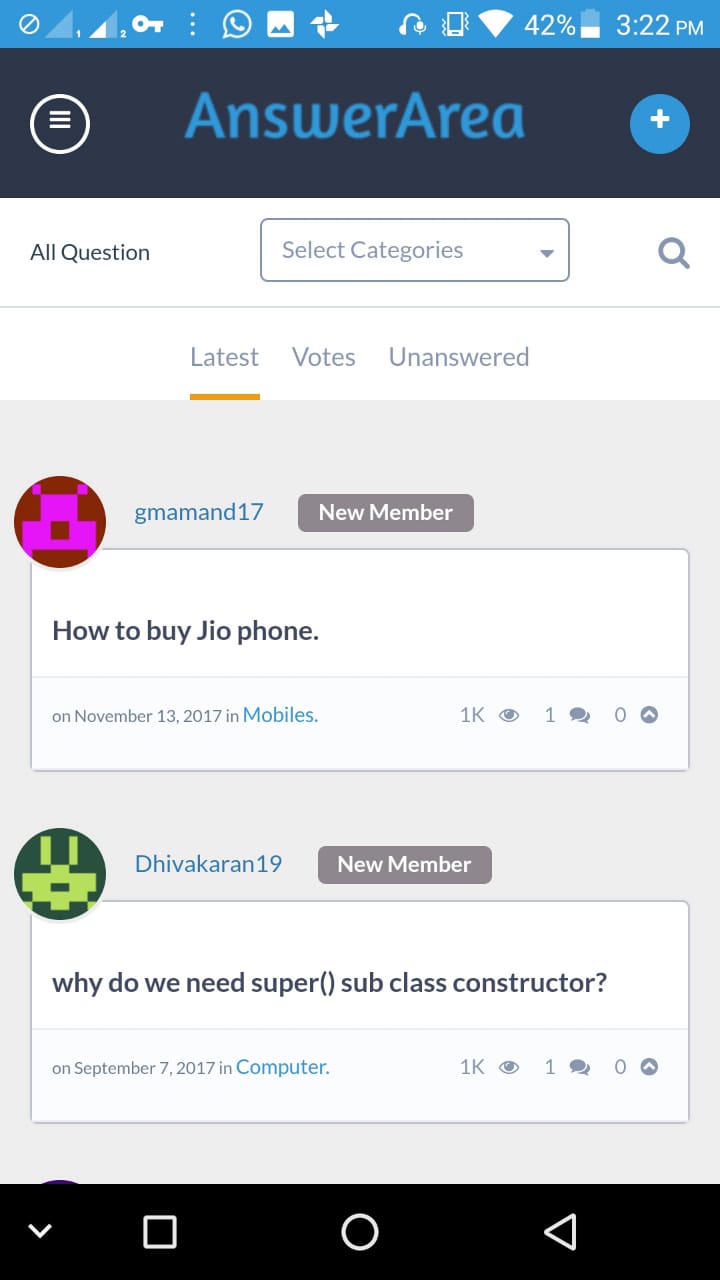 1 2 42% 3:22 PM
AnswerArea
All Question Select Categories
Latest Votes Unanswered
gmamand17 New Member
How to buy Jio phone.
on November 13, 2017 in Mobiles. 1K 1 0
Dhivakaran19 New Member
why do we need super() sub class constructor?
on September 7, 2017 in Computer. 1K 1 0